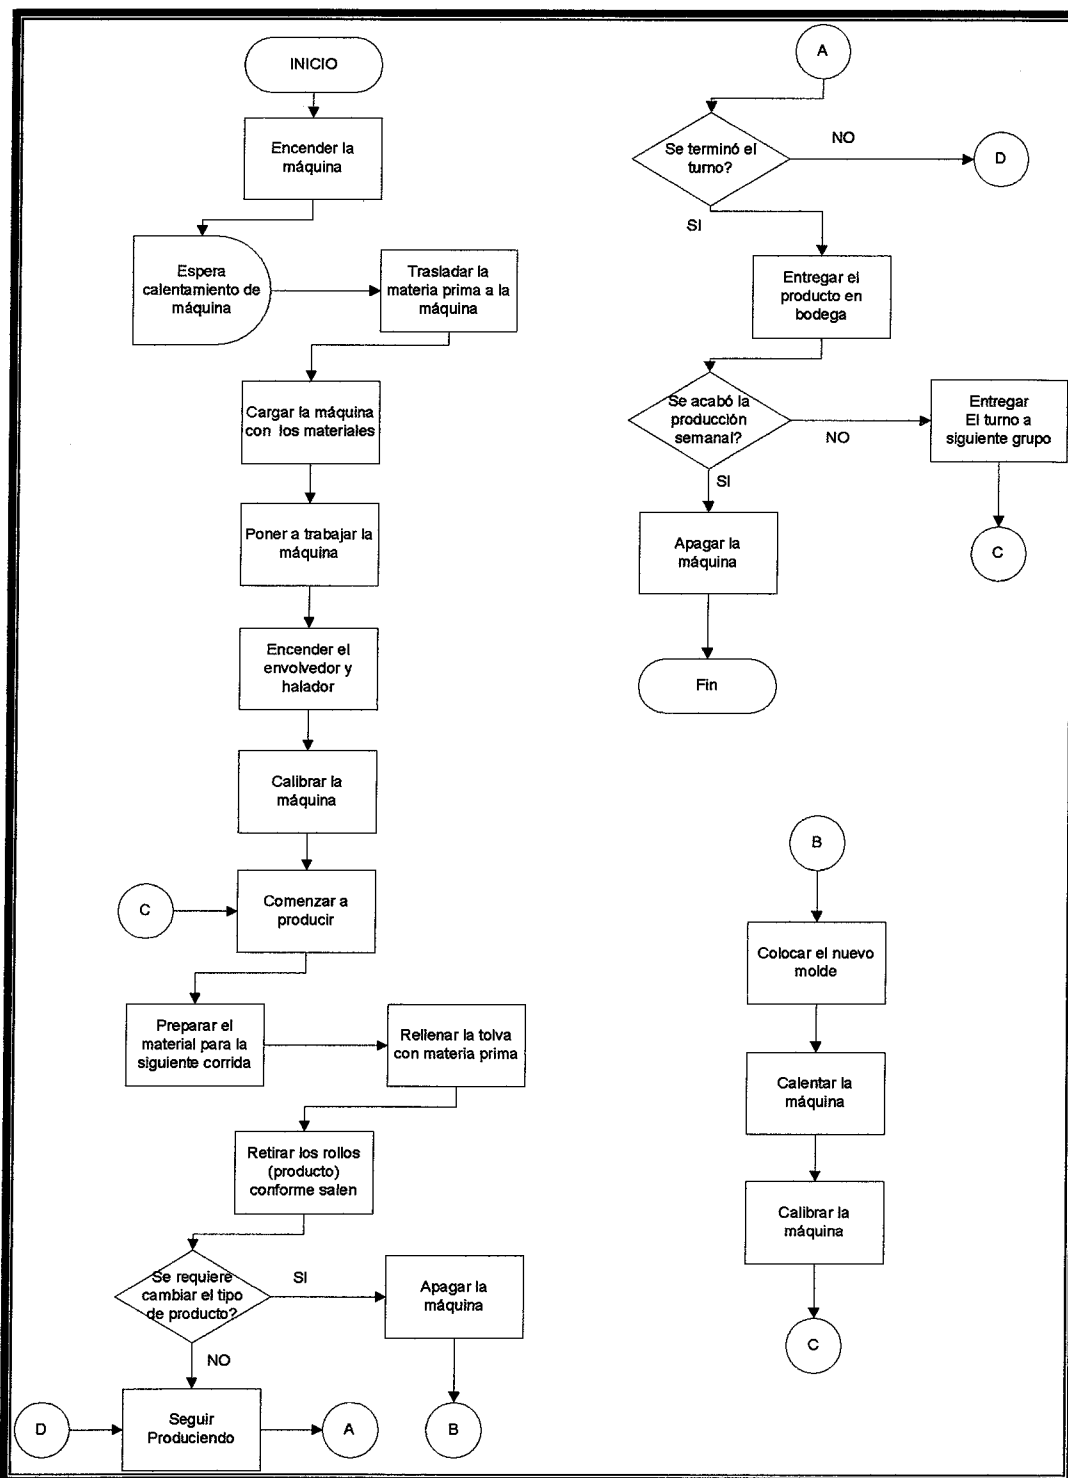 INICIO
Encender la
máquina
Espera
calentamiento de
máquina
Trasladar la
materia prima a la
máquina
Cargar la máquina
con los materiales
Poner a trabajar la
máquina
Encender el
envolvedor y
halador
Calibrar la
máquina
C
Comenzar a
producir
Preparar el
material para la
siguiente corrida
Rellenar la tolva
con materia prima
Retirar los rollos
(producto)
conforme salen
Se requiere
cambiar el tipo
de producto?
SI
Apagar la
máquina
B
NO
D
Seguir
Produciendo
A
A
Se terminó el
turno?
NO
D
SI
Entregar el
producto en
bodega
Se acabó la
producción
semanal?
NO
Entregar
El turno a
siguiente grupo
C
SI
Apagar la
máquina
Fin
B
Colocar el nuevo
molde
Calentar la
máquina
Calibrar la
máquina
C